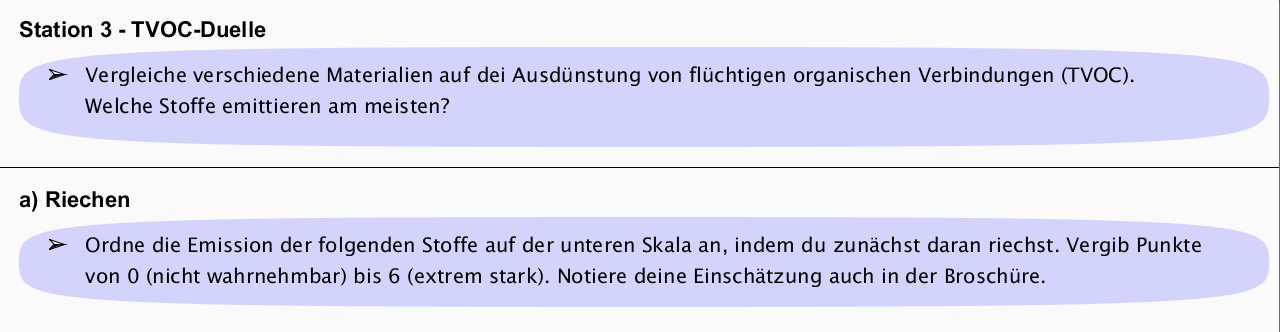 Station 3 - TVOC-Duelle
➢ Vergleiche verschiedene Materialien auf dei Ausdünstung von flüchtigen organischen Verbindungen (TVOC).
Welche Stoffe emittieren am meisten?
a) Riechen
➢ Ordne die Emission der folgenden Stoffe auf der unteren Skala an, indem du zunächst daran riechst. Vergib Punkte
von 0 (nicht wahrnehmbar) bis 6 (extrem stark). Notiere deine Einschätzung auch in der Broschüre.